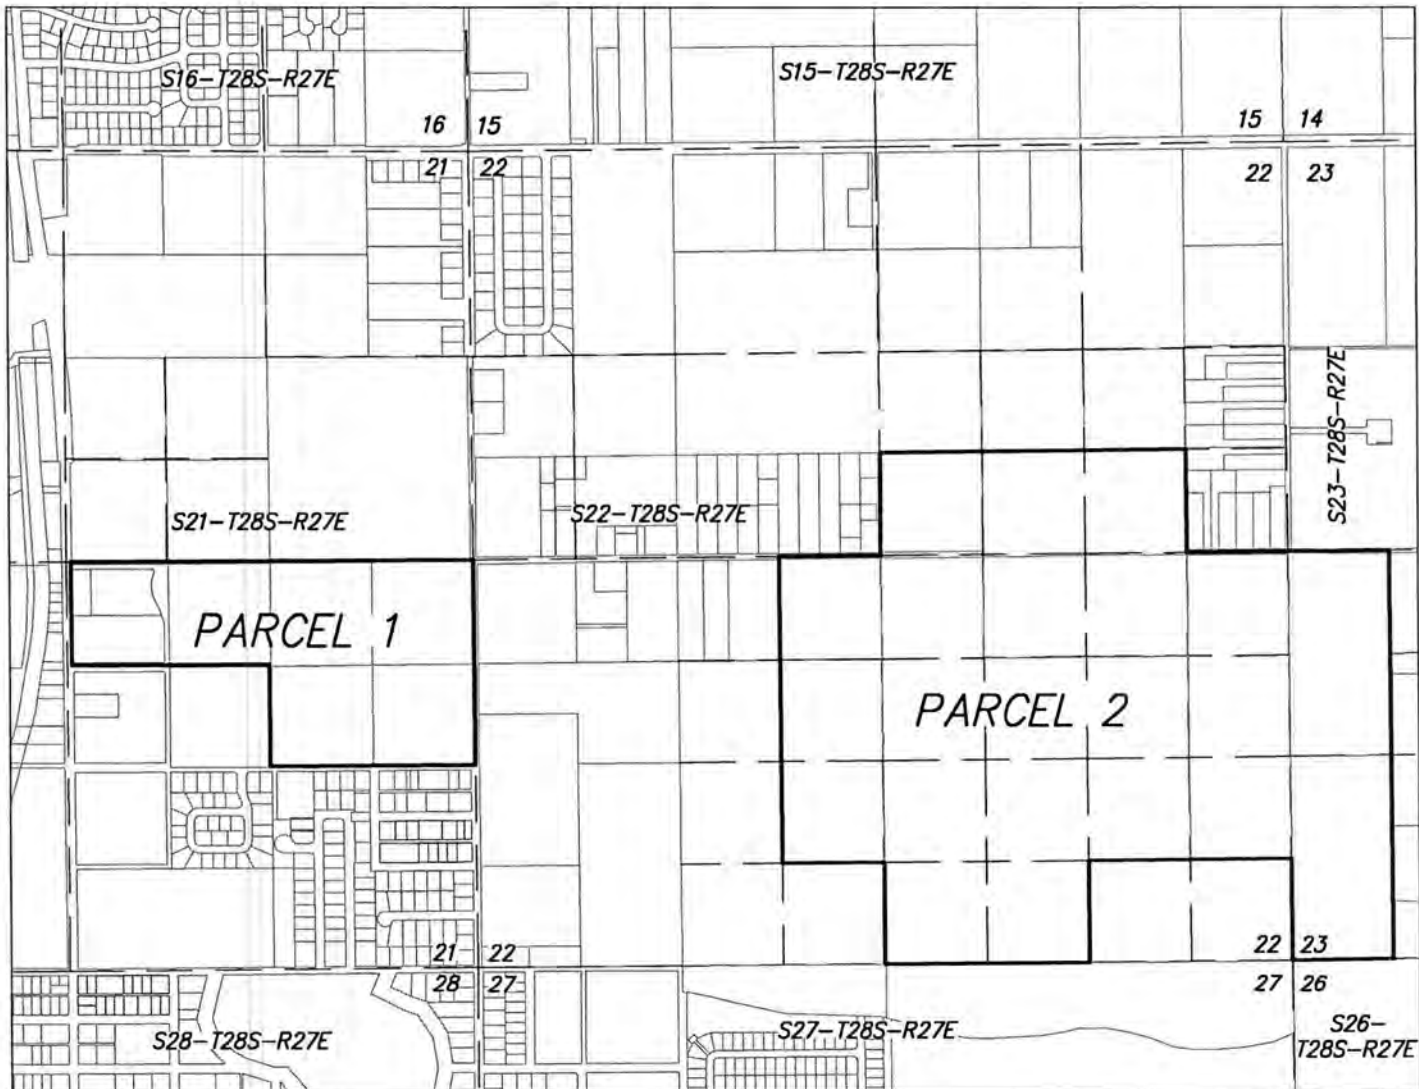 S16-T28S-R27E
S15-T28S-R27E
16 15
15 14
21 22
22 23
S23-T28S-R27E
S21-T28S-R27E
S22-T28S-R27E
PARCEL 1
PARCEL 2
21 22
22 23
28 27
27 26
S28-T28S-R27E
S27-T28S-R27E
S26-
T28S-R27E